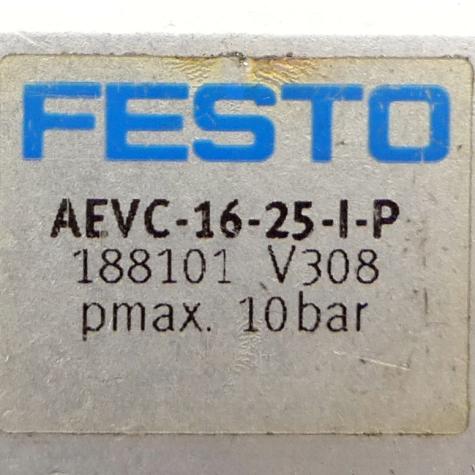 FESTO
AEVC-16-25-I-P
188101 V308
pmax. 10bar